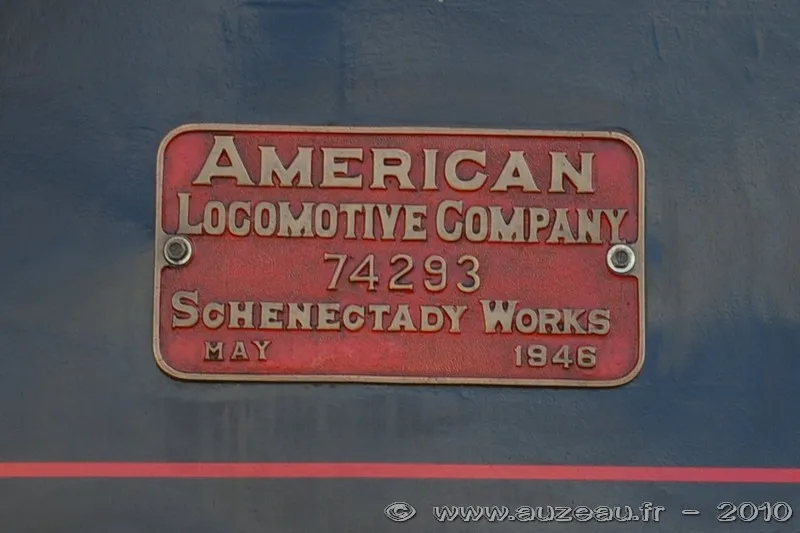 AMERICAN
LOCOMOTIVE COMPANY
74293
SCHENECTADY WORKS
MAY 1946
© www.auzeau.fr - 2010